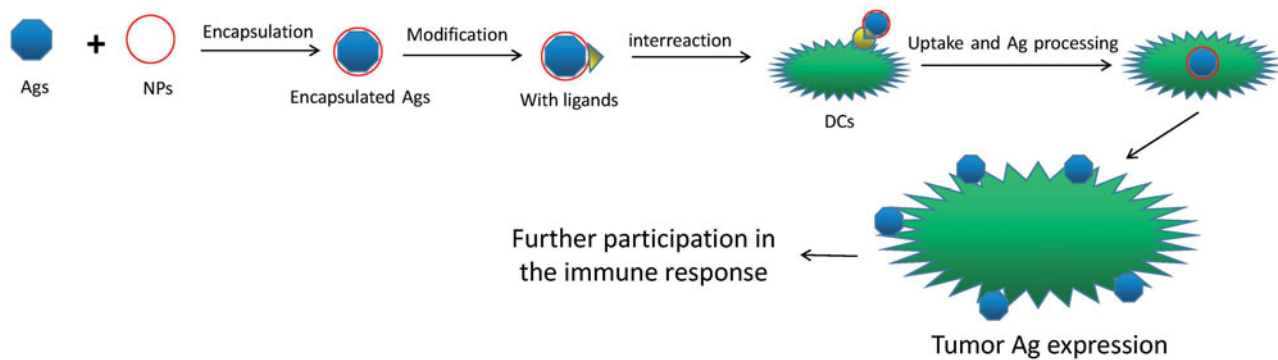 Ags
+
NPs
Encapsulation
Encapsulated Ags
Modification
With ligands
interreaction
DCs
Uptake and Ag processing
Tumor Ag expression
Further participation in
the immune response